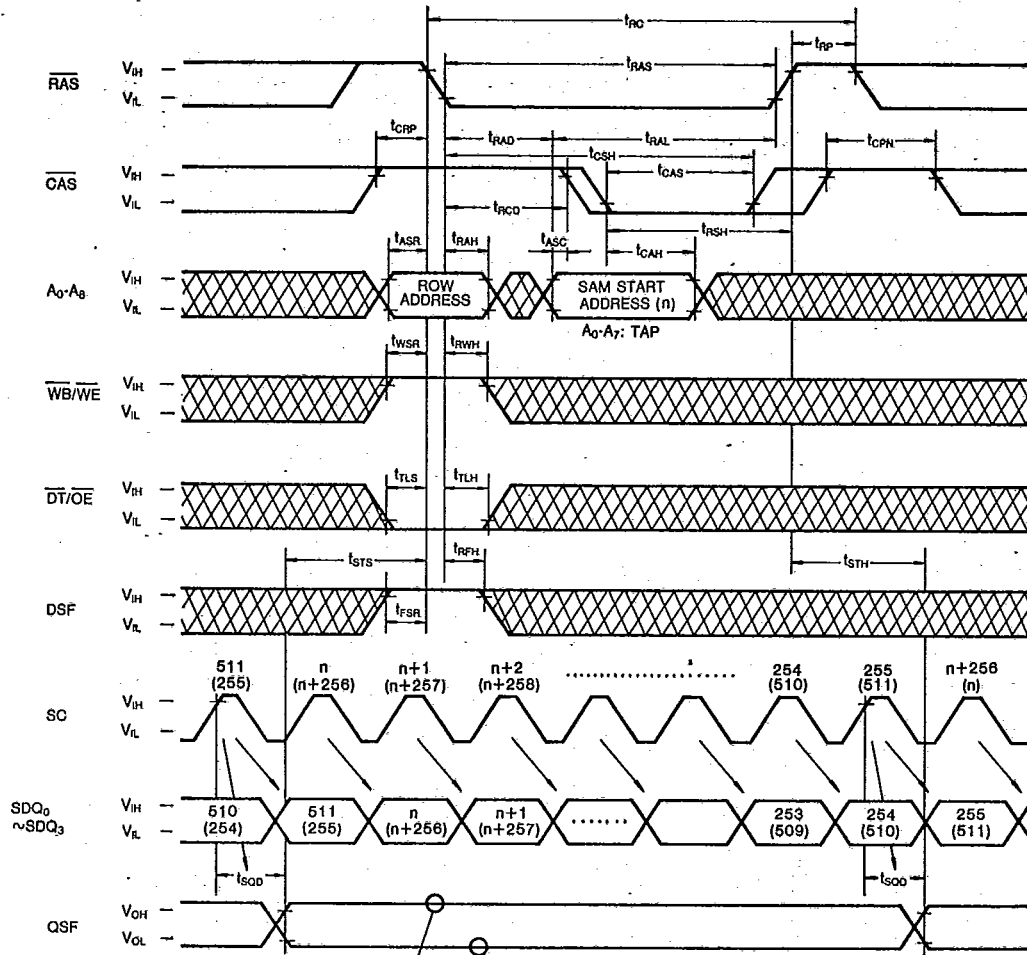 tRC
tRP
RAS
VIH
VIL
tRAS
tCRP
tRAD
tRAL
tCSH
tCPN
CAS
VIH
VIL
tCAS
tRCD
tRSH
tASR
tRAH
tASC
tCAH
A0-A8
VIH
VIL
ROW
ADDRESS
SAM START
ADDRESS (n)
A0-A7: TAP
tWSR
tRWH
WB/WE
VIH
VIL
DT/OE
VIH
VIL
tTLS
tTLH
tSTS
tRFH
tSTH
DSF
VIH
VIL
tFSR
511
(255)
n
(n+256)
n+1
(n+257)
n+2
(n+258)
254
(510)
255
(511)
n+256
(n)
SC
VIH
VIL
SDQ0
~SDQ3
VIH
VIL
510
(254)
511
(255)
n
(n+256)
n+1
(n+257)
253
(509)
254
(510)
255
(511)
tSQD
tSQD
QSF
VOH
VOL